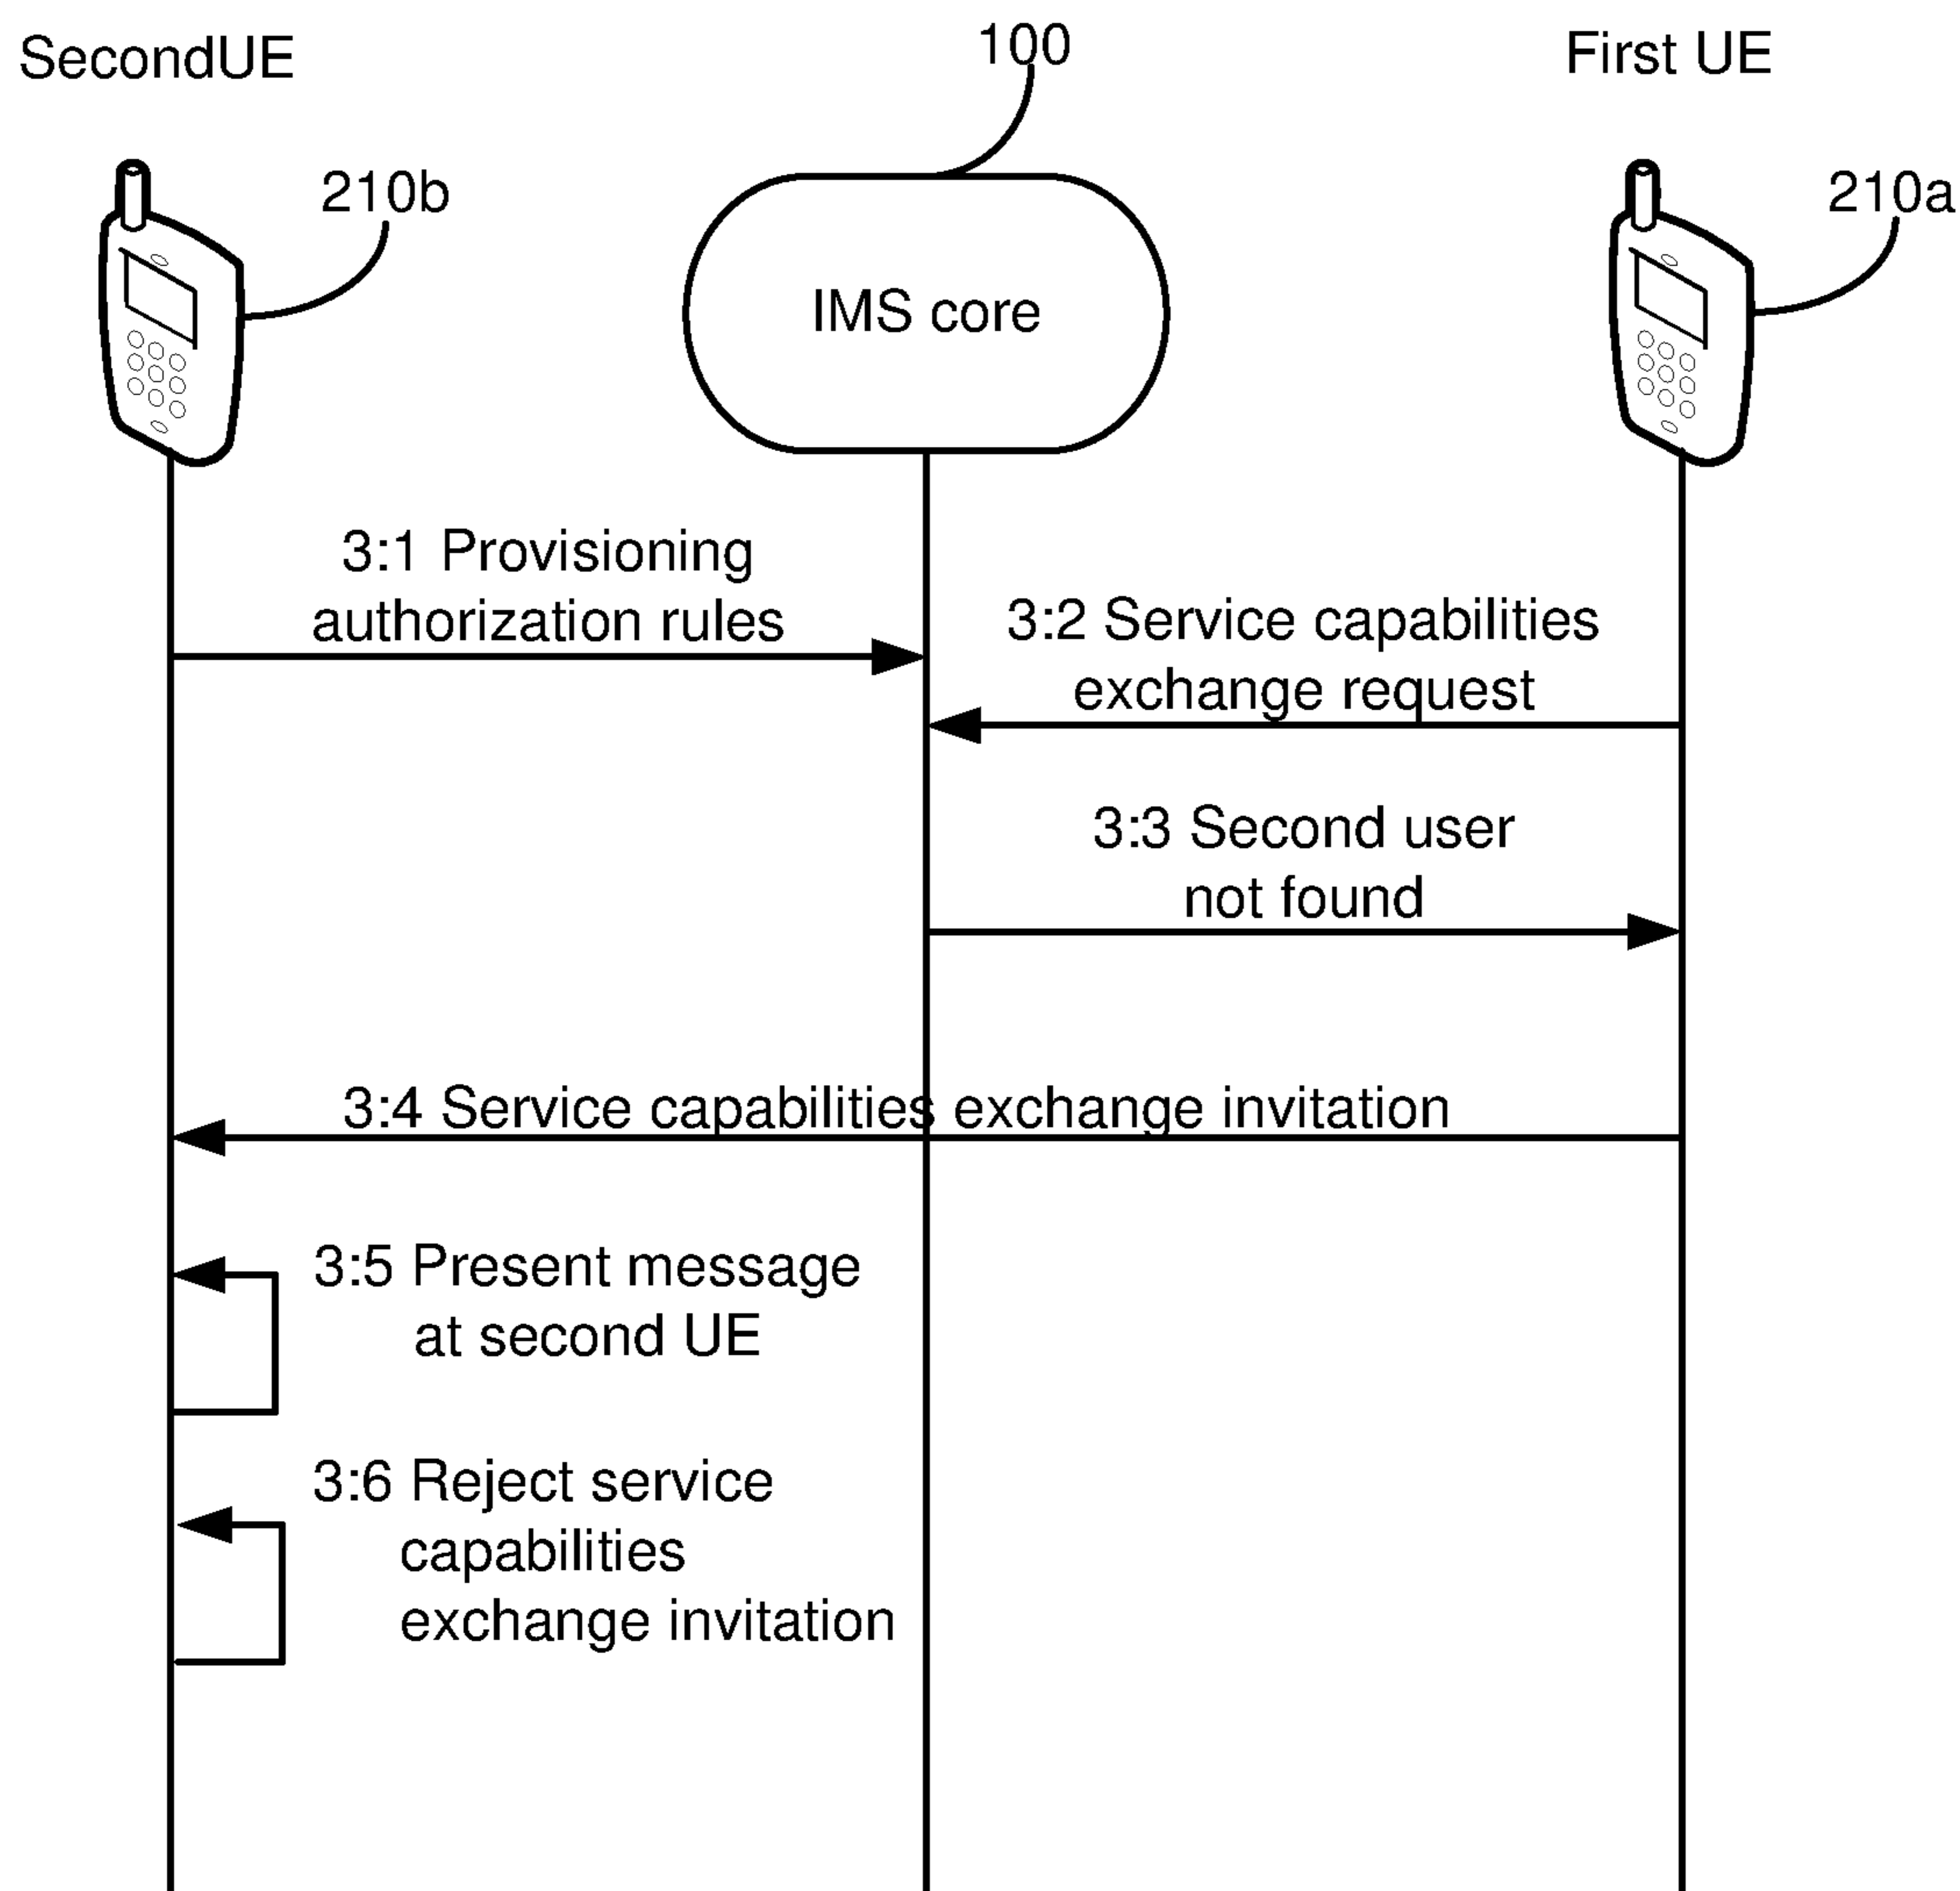 SecondUE
100
First UE
210b
210a
IMS core
3:1 Provisioning
authorization rules
3:2 Service capabilities
exchange request
3:3 Second user
not found
3:4 Service capabilities exchange invitation
3:5 Present message
at second UE
3:6 Reject service
capabilities
exchange invitation